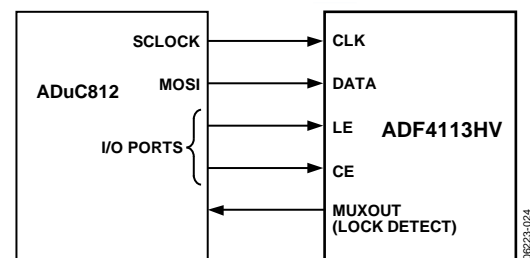 SCLOCK
CLK
MOSI
DATA
ADuC812
I/O PORTS
LE
ADF4113HV
CE
MUXOUT
(LOCK DETECT)
06223-024